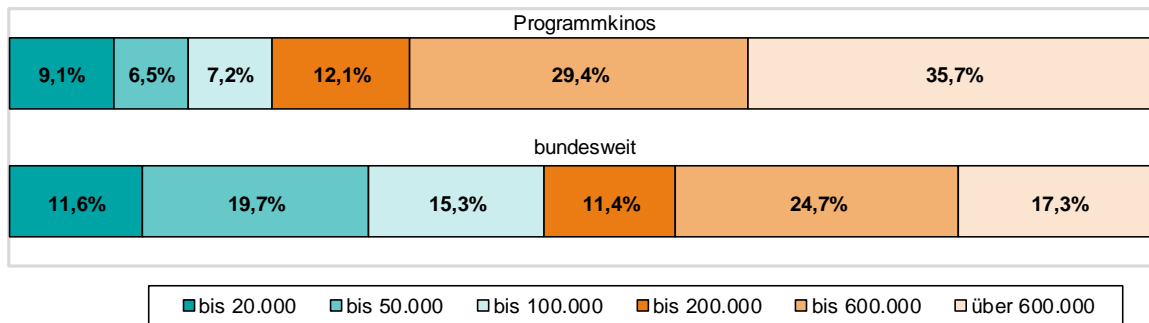 Programmkinos
9,1% 6,5% 7,2% 12,1% 29,4% 35,7%
bundesweit
11,6% 19,7% 15,3% 11,4% 24,7% 17,3%
bis 20.000 bis 50.000 bis 100.000 bis 200.000 bis 600.000 über 600.000